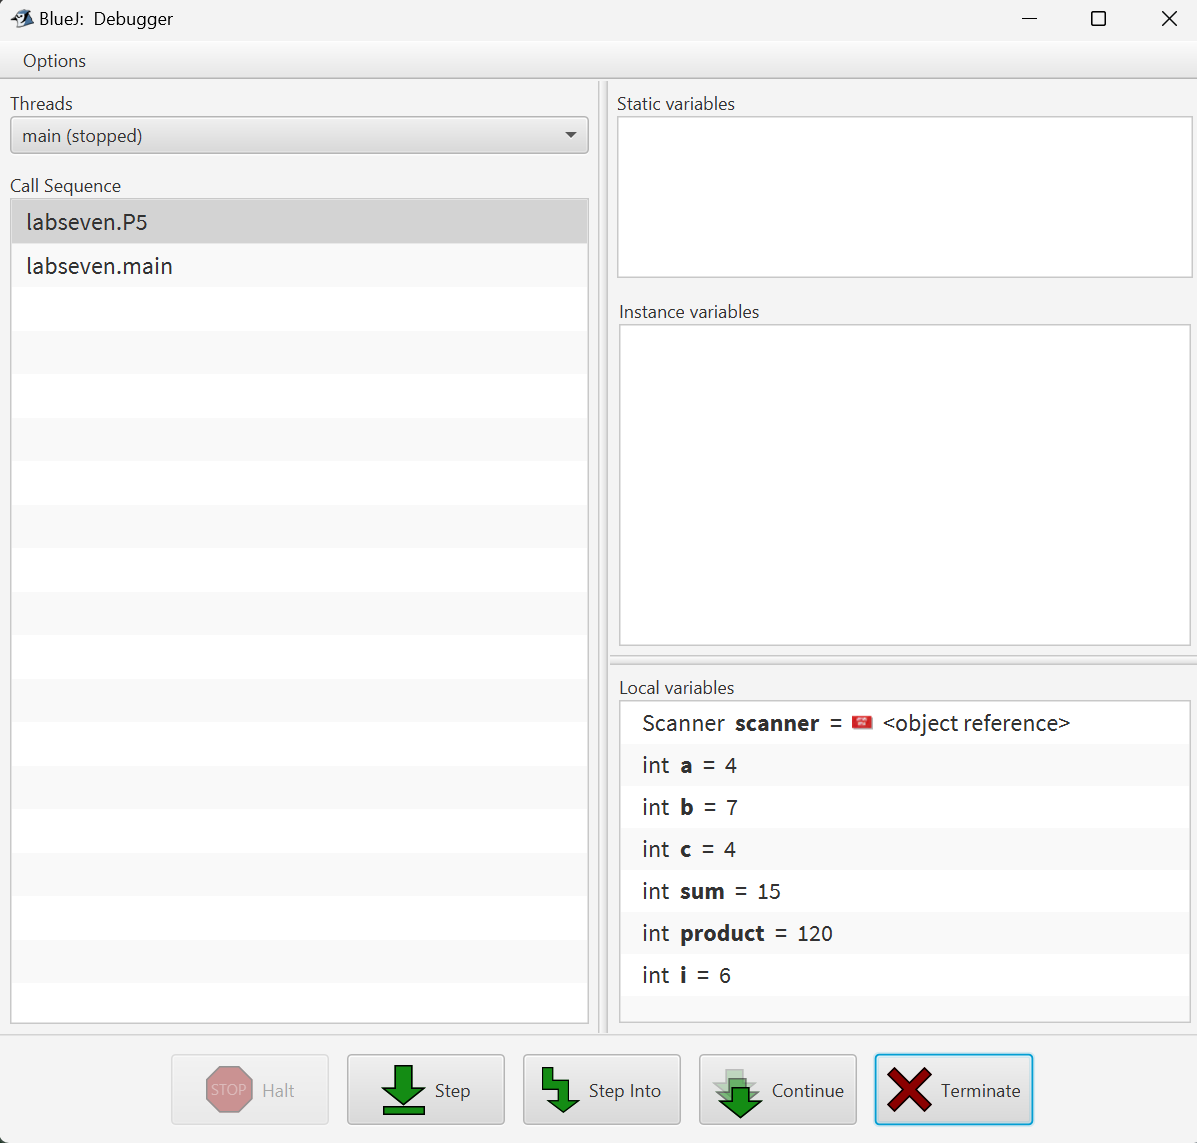 BlueJ: Debugger
Options
Threads
main (stopped)
Call Sequence
labseven.P5
labseven.main
Static variables
Instance variables
Local variables
Scanner scanner = <object reference>
int a = 4
int b = 7
int c = 4
int sum = 15
int product = 120
int i = 6
STOP Halt
Step
Step Into
Continue
Terminate